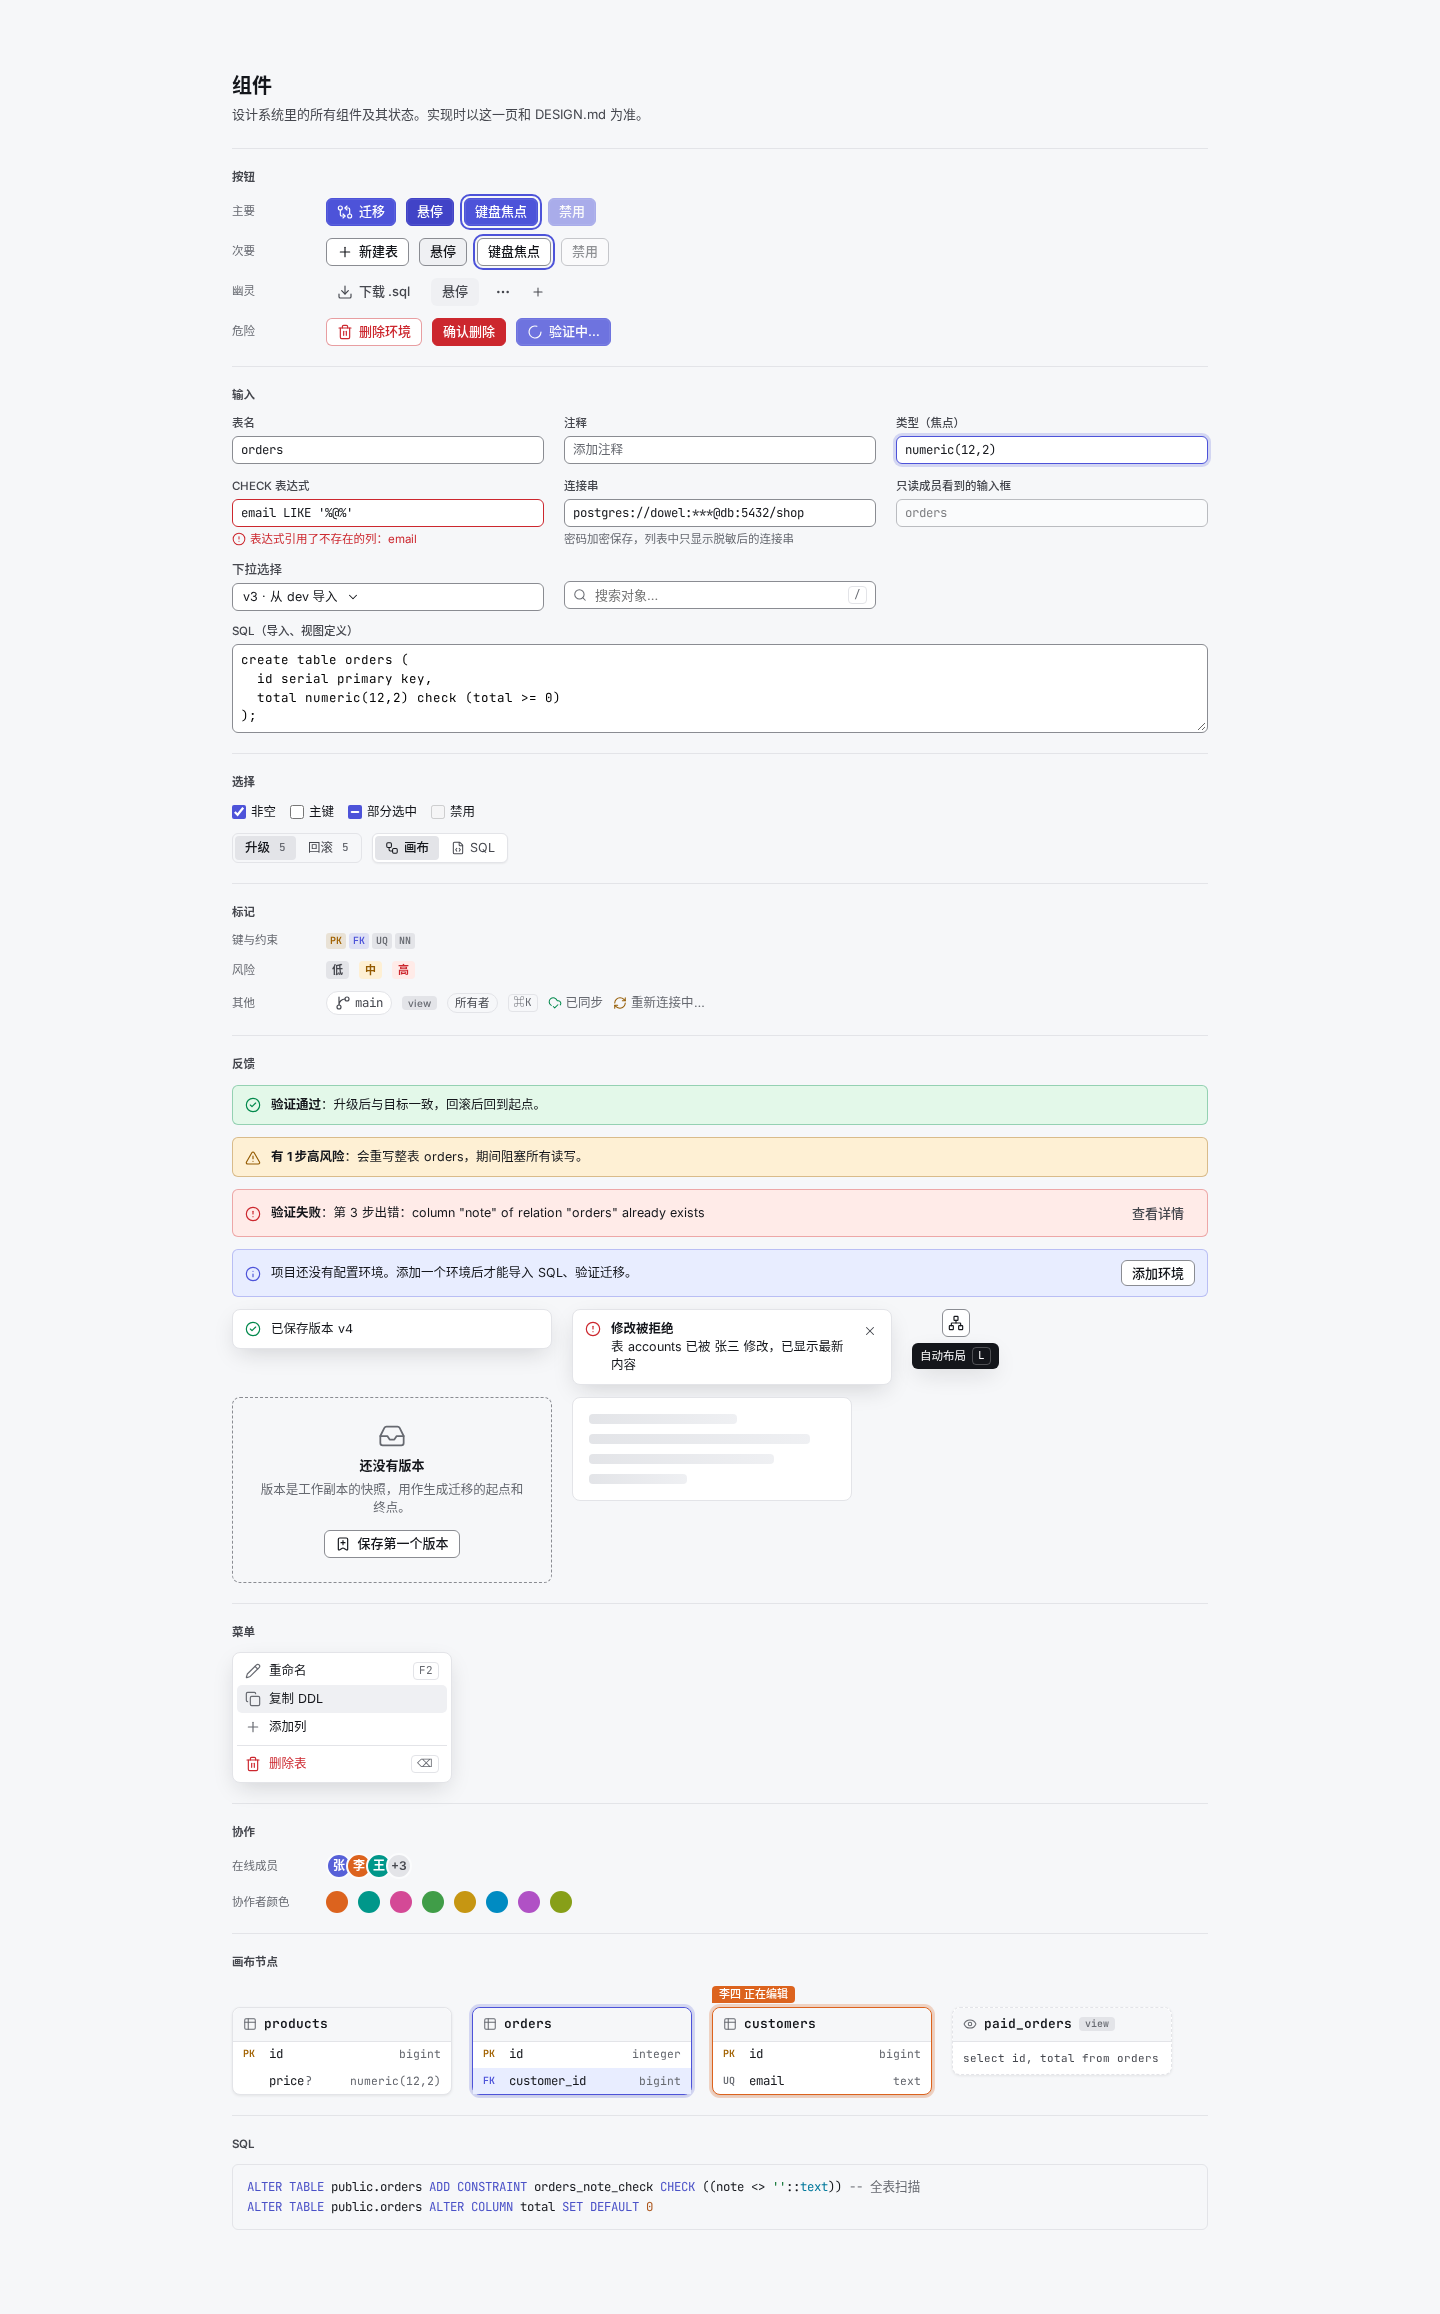 组件
设计系统里的所有组件及其状态。实现时以这一页和 DESIGN.md 为准。
按钮
主要 迁移 悬停 键盘焦点 禁用
次要 新建表 悬停 键盘焦点 禁用
幽灵 下载 .sql 悬停
危险 删除环境 确认删除 验证中…
输入
表名 注释 类型（焦点）
orders 添加注释 numeric(12,2)
CHECK 表达式 连接串 只读成员看到的输入框
email LIKE '%@%' postgres://dowel:***@db:5432/shop orders
表达式引用了不存在的列：email 密码加密保存，列表中只显示脱敏后的连接串
下拉选择
v3 · 从 dev 导入 搜索对象… /
SQL（导入、视图定义）
create table orders (
  id serial primary key,
  total numeric(12,2) check (total >= 0)
);
选择
非空 主键 部分选中 禁用
升级 5 回滚 5 画布 SQL
标记
键与约束 PK FK UQ NN
风险 低 中 高
其他 main view 所有者 ⌘K 已同步 重新连接中…
反馈
验证通过：升级后与目标一致，回滚后回到起点。
有 1 步高风险：会重写整表 orders，期间阻塞所有读写。
验证失败：第 3 步出错：column "note" of relation "orders" already exists 查看详情
项目还没有配置环境。添加一个环境后才能导入 SQL、验证迁移。 添加环境
已保存版本 v4
修改被拒绝
表 accounts 已被 张三 修改，已显示最新
内容
自动布局 L
还没有版本
版本是工作副本的快照，用作生成迁移的起点和
终点。
保存第一个版本
菜单
重命名 F2
复制 DDL
添加列
删除表 ⌫
协作
在线成员 张 李 王 +3
协作者颜色
画布节点
李四 正在编辑
products orders customers paid_orders view
PK id bigint PK id integer PK id bigint select id, total from orders
price? numeric(12,2) FK customer_id bigint UQ email text
SQL
ALTER TABLE public.orders ADD CONSTRAINT orders_note_check CHECK ((note <> ''::text)) -- 全表扫描
ALTER TABLE public.orders ALTER COLUMN total SET DEFAULT 0